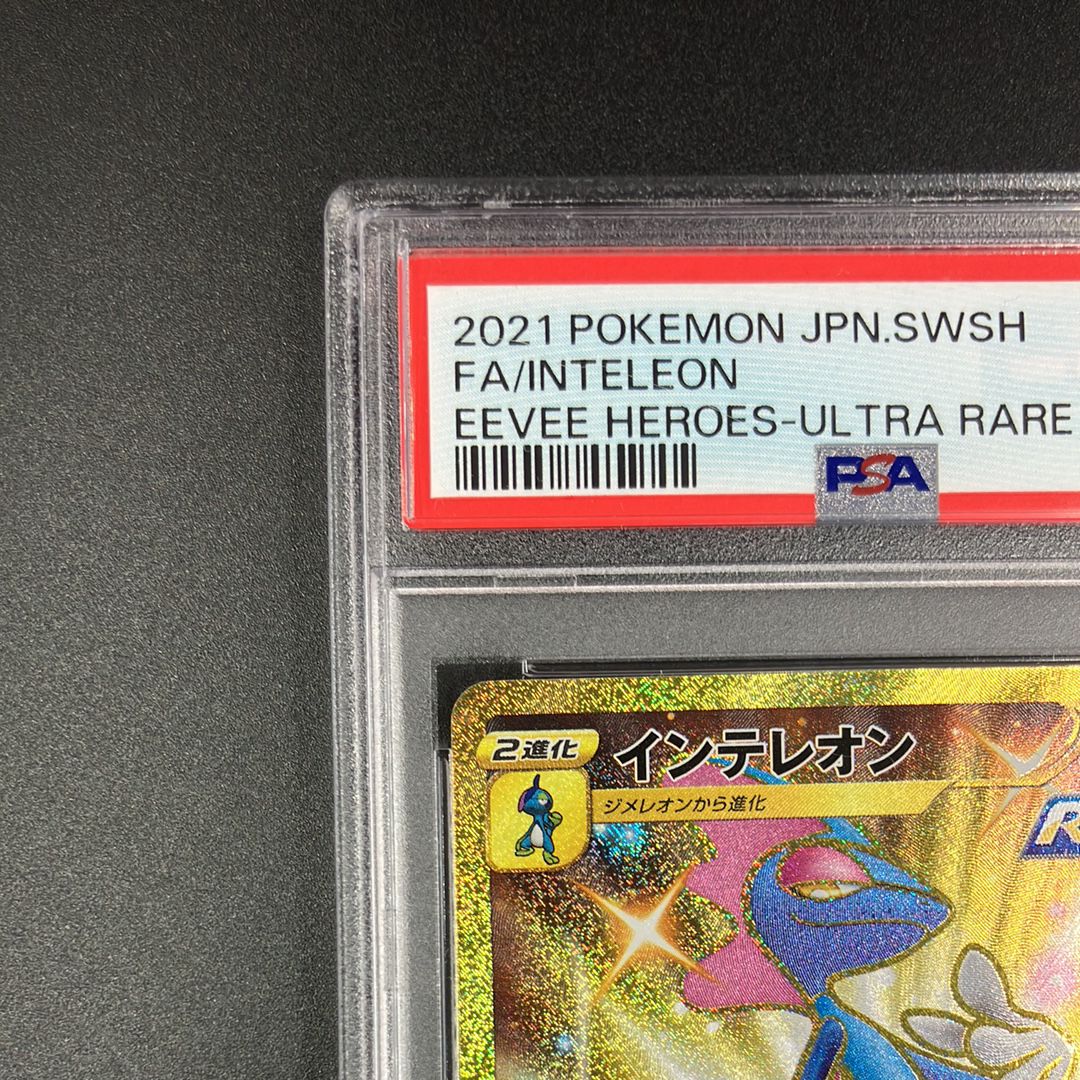 2021 POKEMON JPN.SWSH
FA/INTELEON
EEVEE HEROES-ULTRA RARE
PSA
2進化
インテレオン
ジメレオンから進化
R